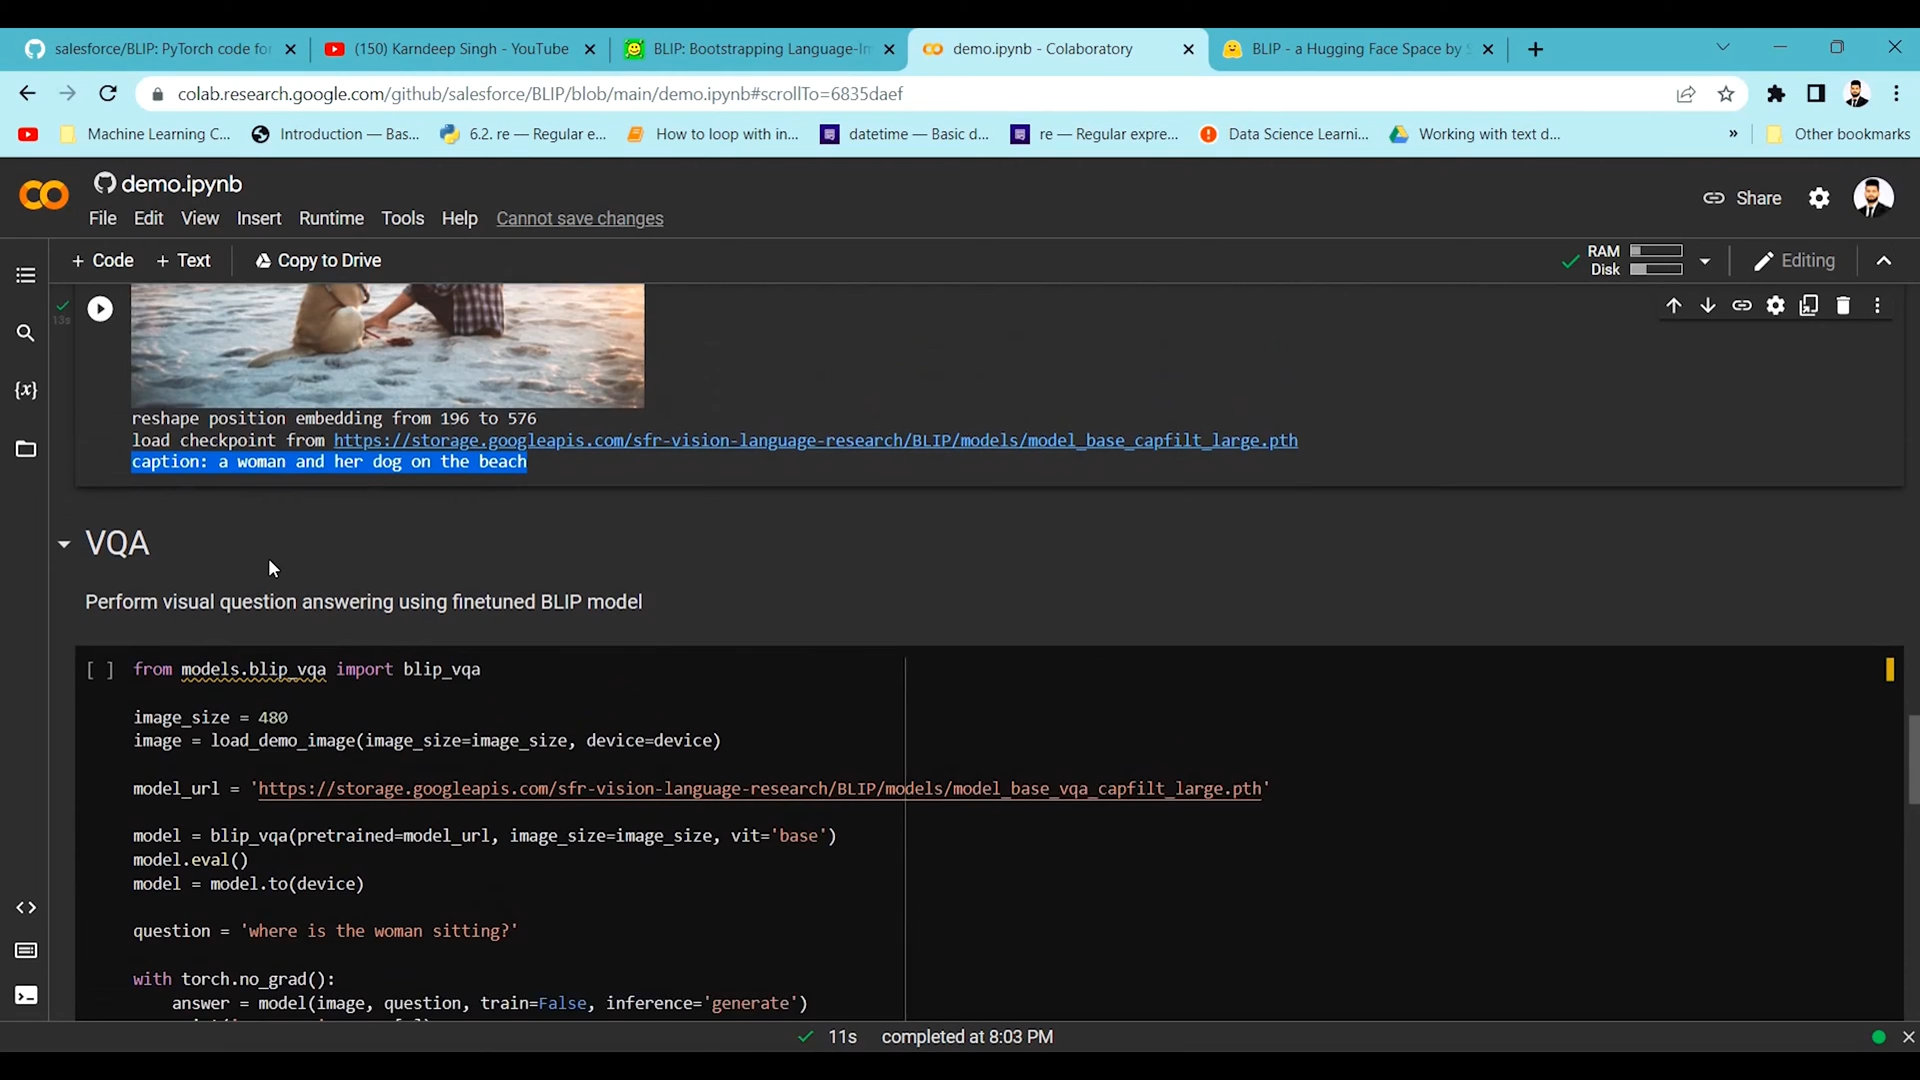 salesforce/BLIP: PyTorch code for
(150) Karndeep Singh - YouTube
BLIP: Bootstrapping Language-Im
demo.ipynb - Colaboratory
BLIP - a Hugging Face Space by S
colab.research.google.com/github/salesforce/BLIP/blob/main/demo.ipynb#scrollTo=6835daef
Machine Learning C...
Introduction — Bas...
6.2. re — Regular e...
How to loop with in...
datetime — Basic d...
re — Regular expre...
Data Science Learni...
Working with text d...
»
Other bookmarks
demo.ipynb
Share
File Edit View Insert Runtime Tools Help Cannot save changes
+ Code + Text Copy to Drive
RAM
Disk
Editing
13s
reshape position embedding from 196 to 576
load checkpoint from https://storage.googleapis.com/sfr-vision-language-research/BLIP/models/model_base_capfilt_large.pth
caption: a woman and her dog on the beach
{x}
VQA
Perform visual question answering using finetuned BLIP model
[ ] from models.blip_vqa import blip_vqa
image_size = 480
image = load_demo_image(image_size=image_size, device=device)
model_url = 'https://storage.googleapis.com/sfr-vision-language-research/BLIP/models/model_base_vqa_capfilt_large.pth'
model = blip_vqa(pretrained=model_url, image_size=image_size, vit='base')
model.eval()
model = model.to(device)
question = 'where is the woman sitting?'
with torch.no_grad():
answer = model(image, question, train=False, inference='generate')
11s completed at 8:03 PM